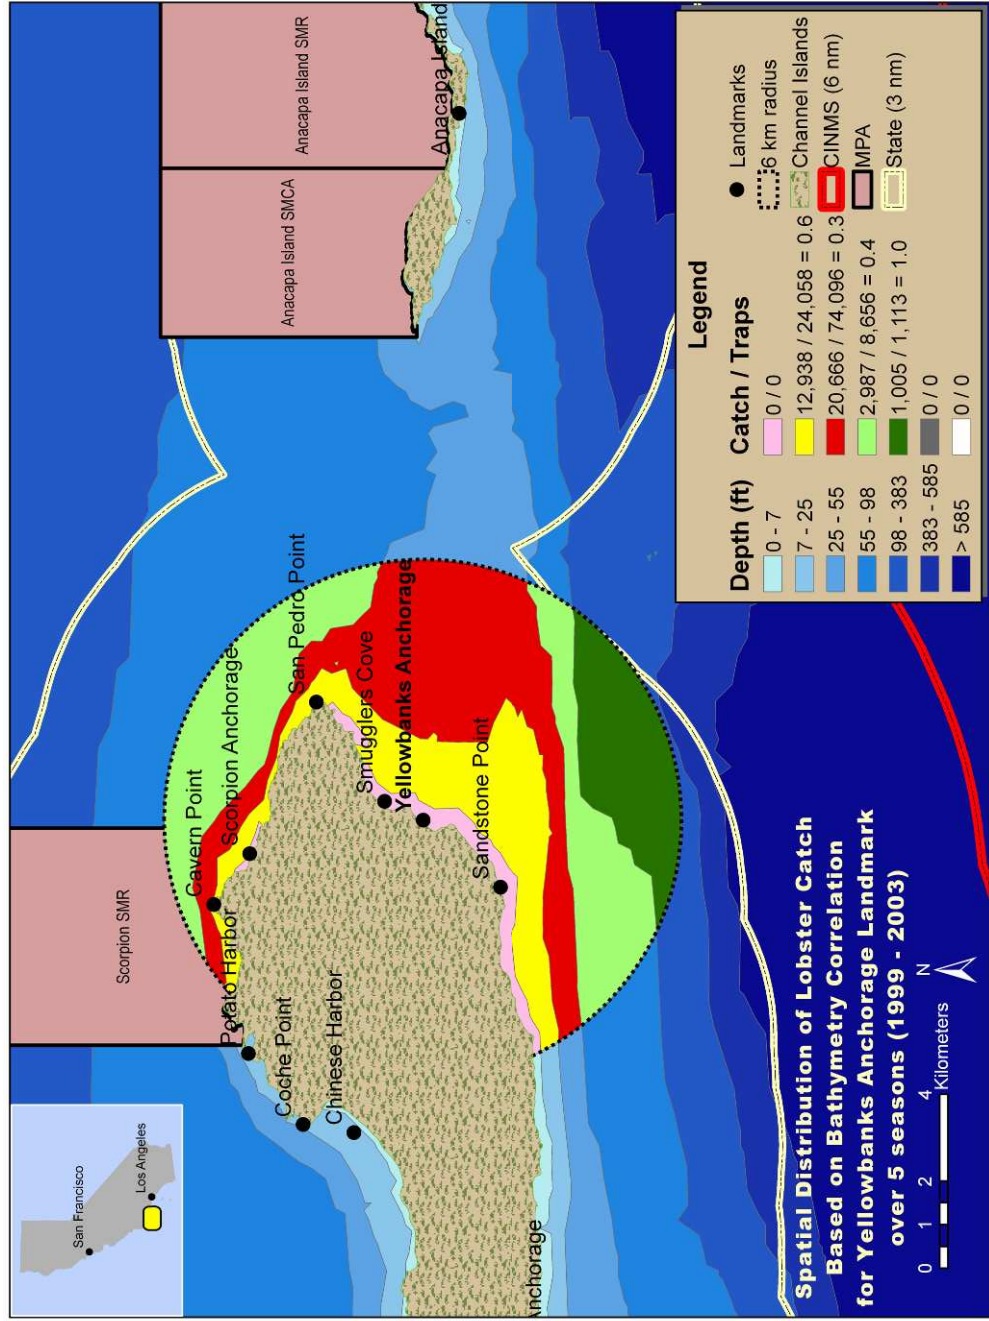 San Francisco
Los Angeles
Scorpion SMR
Anacapa Island SMCA
Anacapa Island SMR
Anacapa Island
Cavern Point
Potato Harbor
Scorpion Anchorage
San Pedro Point
Coche Point
Chinese Harbor
Smugglers Cove
Yellowbanks Anchorage
Sandstone Point
Anchorage
Spatial Distribution of Lobster Catch
Based on Bathymetry Correlation
for Yellowbanks Anchorage Landmark
over 5 seasons (1999 - 2003)
0 1 2 4
Kilometers
N
Legend
Depth (ft) Catch / Traps
0 - 7 0 / 0 Landmarks
7 - 25 12,938 / 24,058 = 0.6 6 km radius
25 - 55 20,666 / 74,096 = 0.3 Channel Islands
55 - 98 2,987 / 8,656 = 0.4 CINMS (6 nm)
98 - 383 1,005 / 1,113 = 1.0 MPA
383 - 585 0 / 0 State (3 nm)
> 585 0 / 0